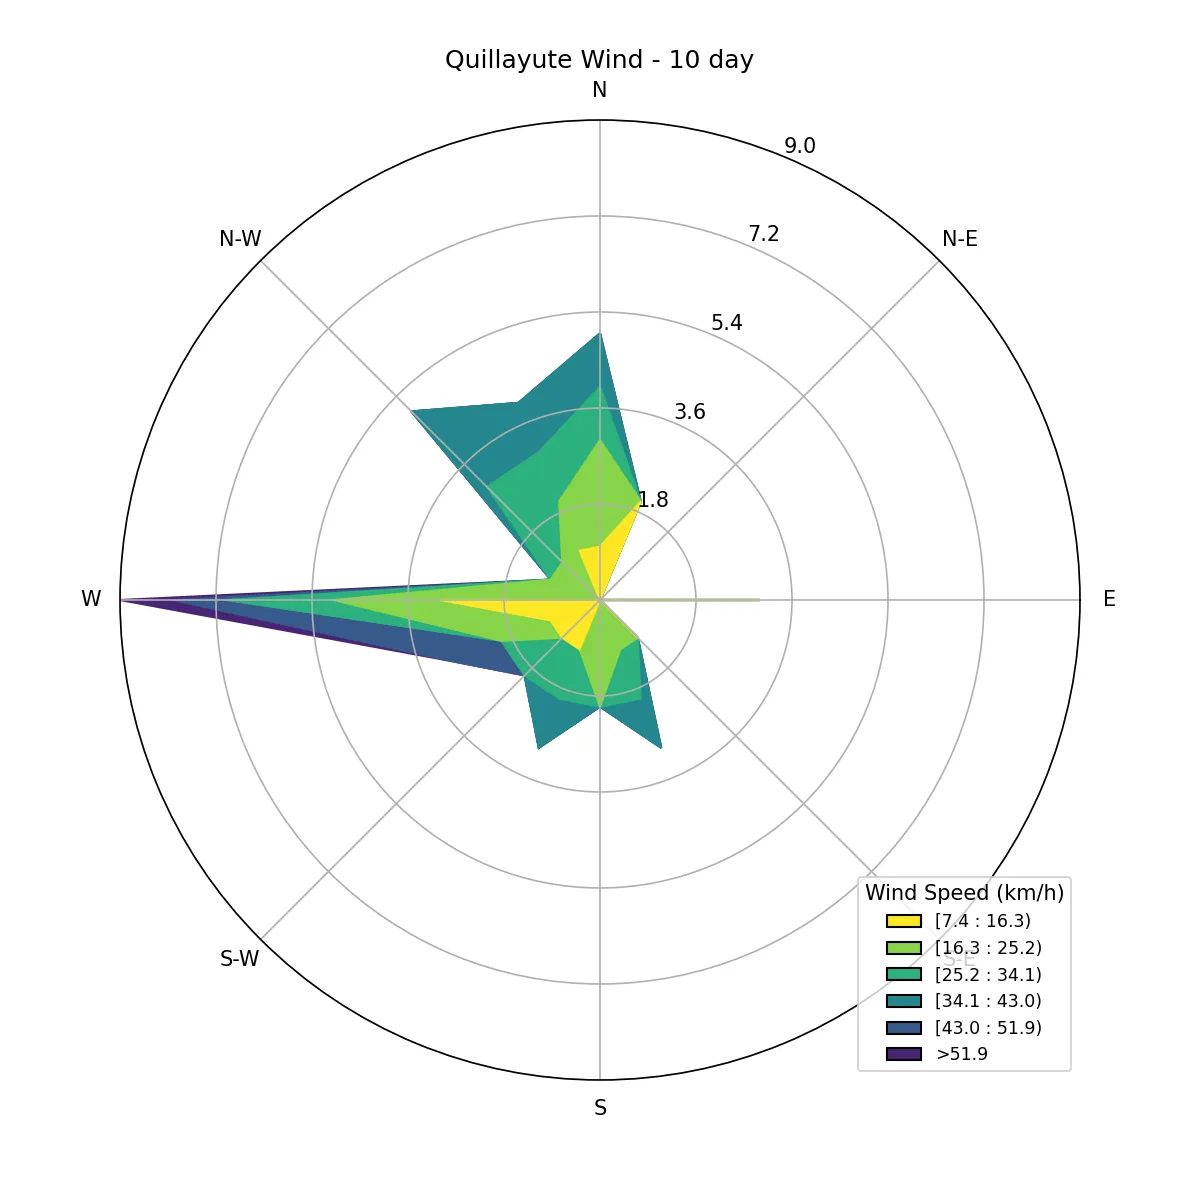 Quillayute Wind - 10 day
N
9.0
N-W
7.2
N-E
5.4
3.6
1.8
W
E
Wind Speed (km/h)
[7.4 : 16.3)
[16.3 : 25.2)
S-W
S-E
[25.2 : 34.1)
[34.1 : 43.0)
[43.0 : 51.9)
>51.9
S